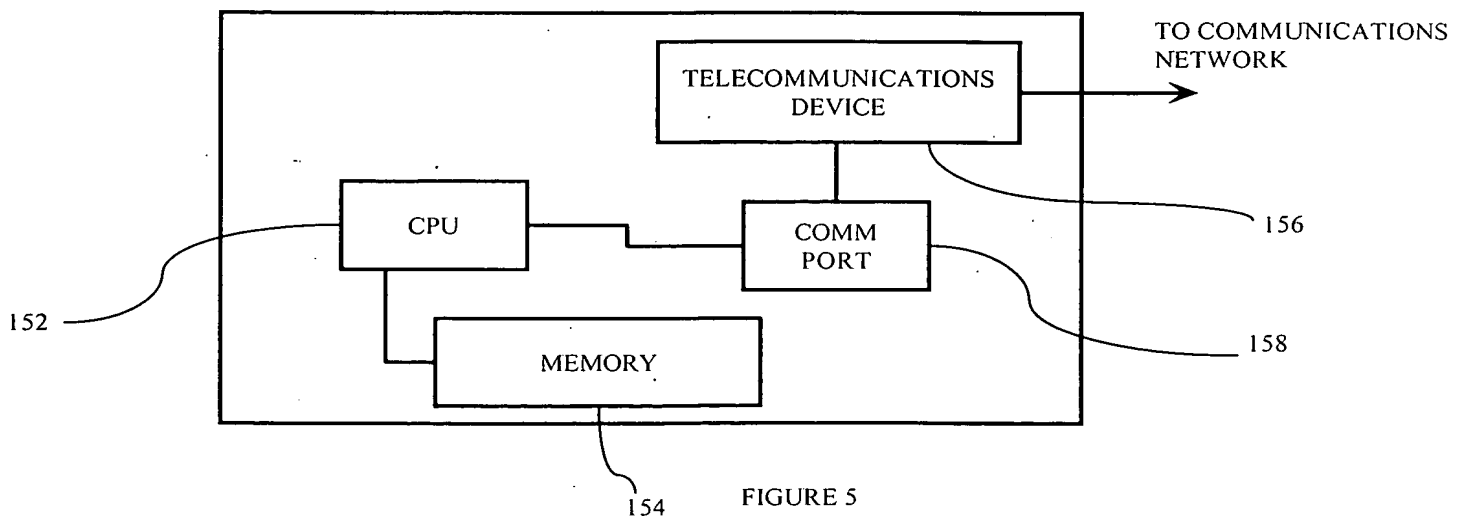 TO COMMUNICATIONS
NETWORK
TELECOMMUNICATIONS
DEVICE
CPU
COMM
PORT
156
152
158
MEMORY
154
FIGURE 5